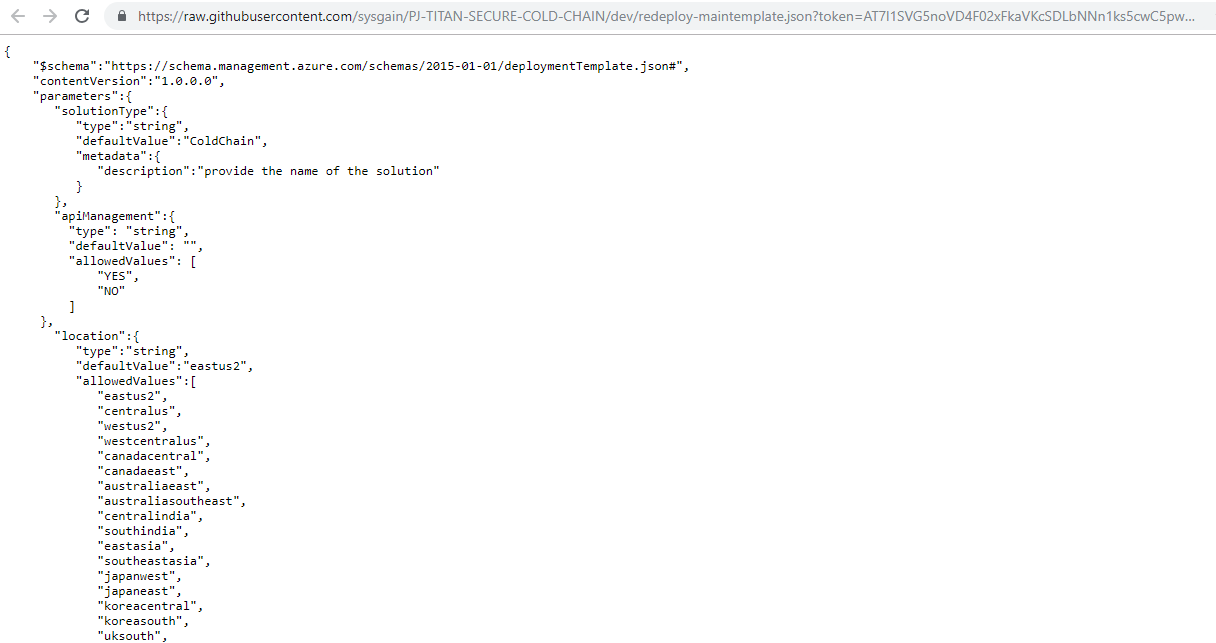 https://raw.githubusercontent.com/sysgain/PJ-TITAN-SECURE-COLD-CHAIN/dev/redeploy-maintemplate.json?token=AT7I1SVG5noVD4F02xFkaVKcSDLbNNn1ks5cwC5pw...
{
"$schema":"https://schema.management.azure.com/schemas/2015-01-01/deploymentTemplate.json#",
"contentVersion":"1.0.0.0",
"parameters":{
"solutionType":{
"type":"string",
"defaultValue":"ColdChain",
"metadata":{
"description":"provide the name of the solution"
}
},
"apiManagement":{
"type": "string",
"defaultValue": "",
"allowedValues": [
"YES",
"NO"
]
},
"location":{
"type":"string",
"defaultValue":"eastus2",
"allowedValues":[
"eastus2",
"centralus",
"westus2",
"westcentralus",
"canadacentral",
"canadaeast",
"australiaeast",
"australiasoutheast",
"centralindia",
"southindia",
"eastasia",
"southeastasia",
"japanwest",
"japaneast",
"koreacentral",
"koreasouth",
"uksouth",